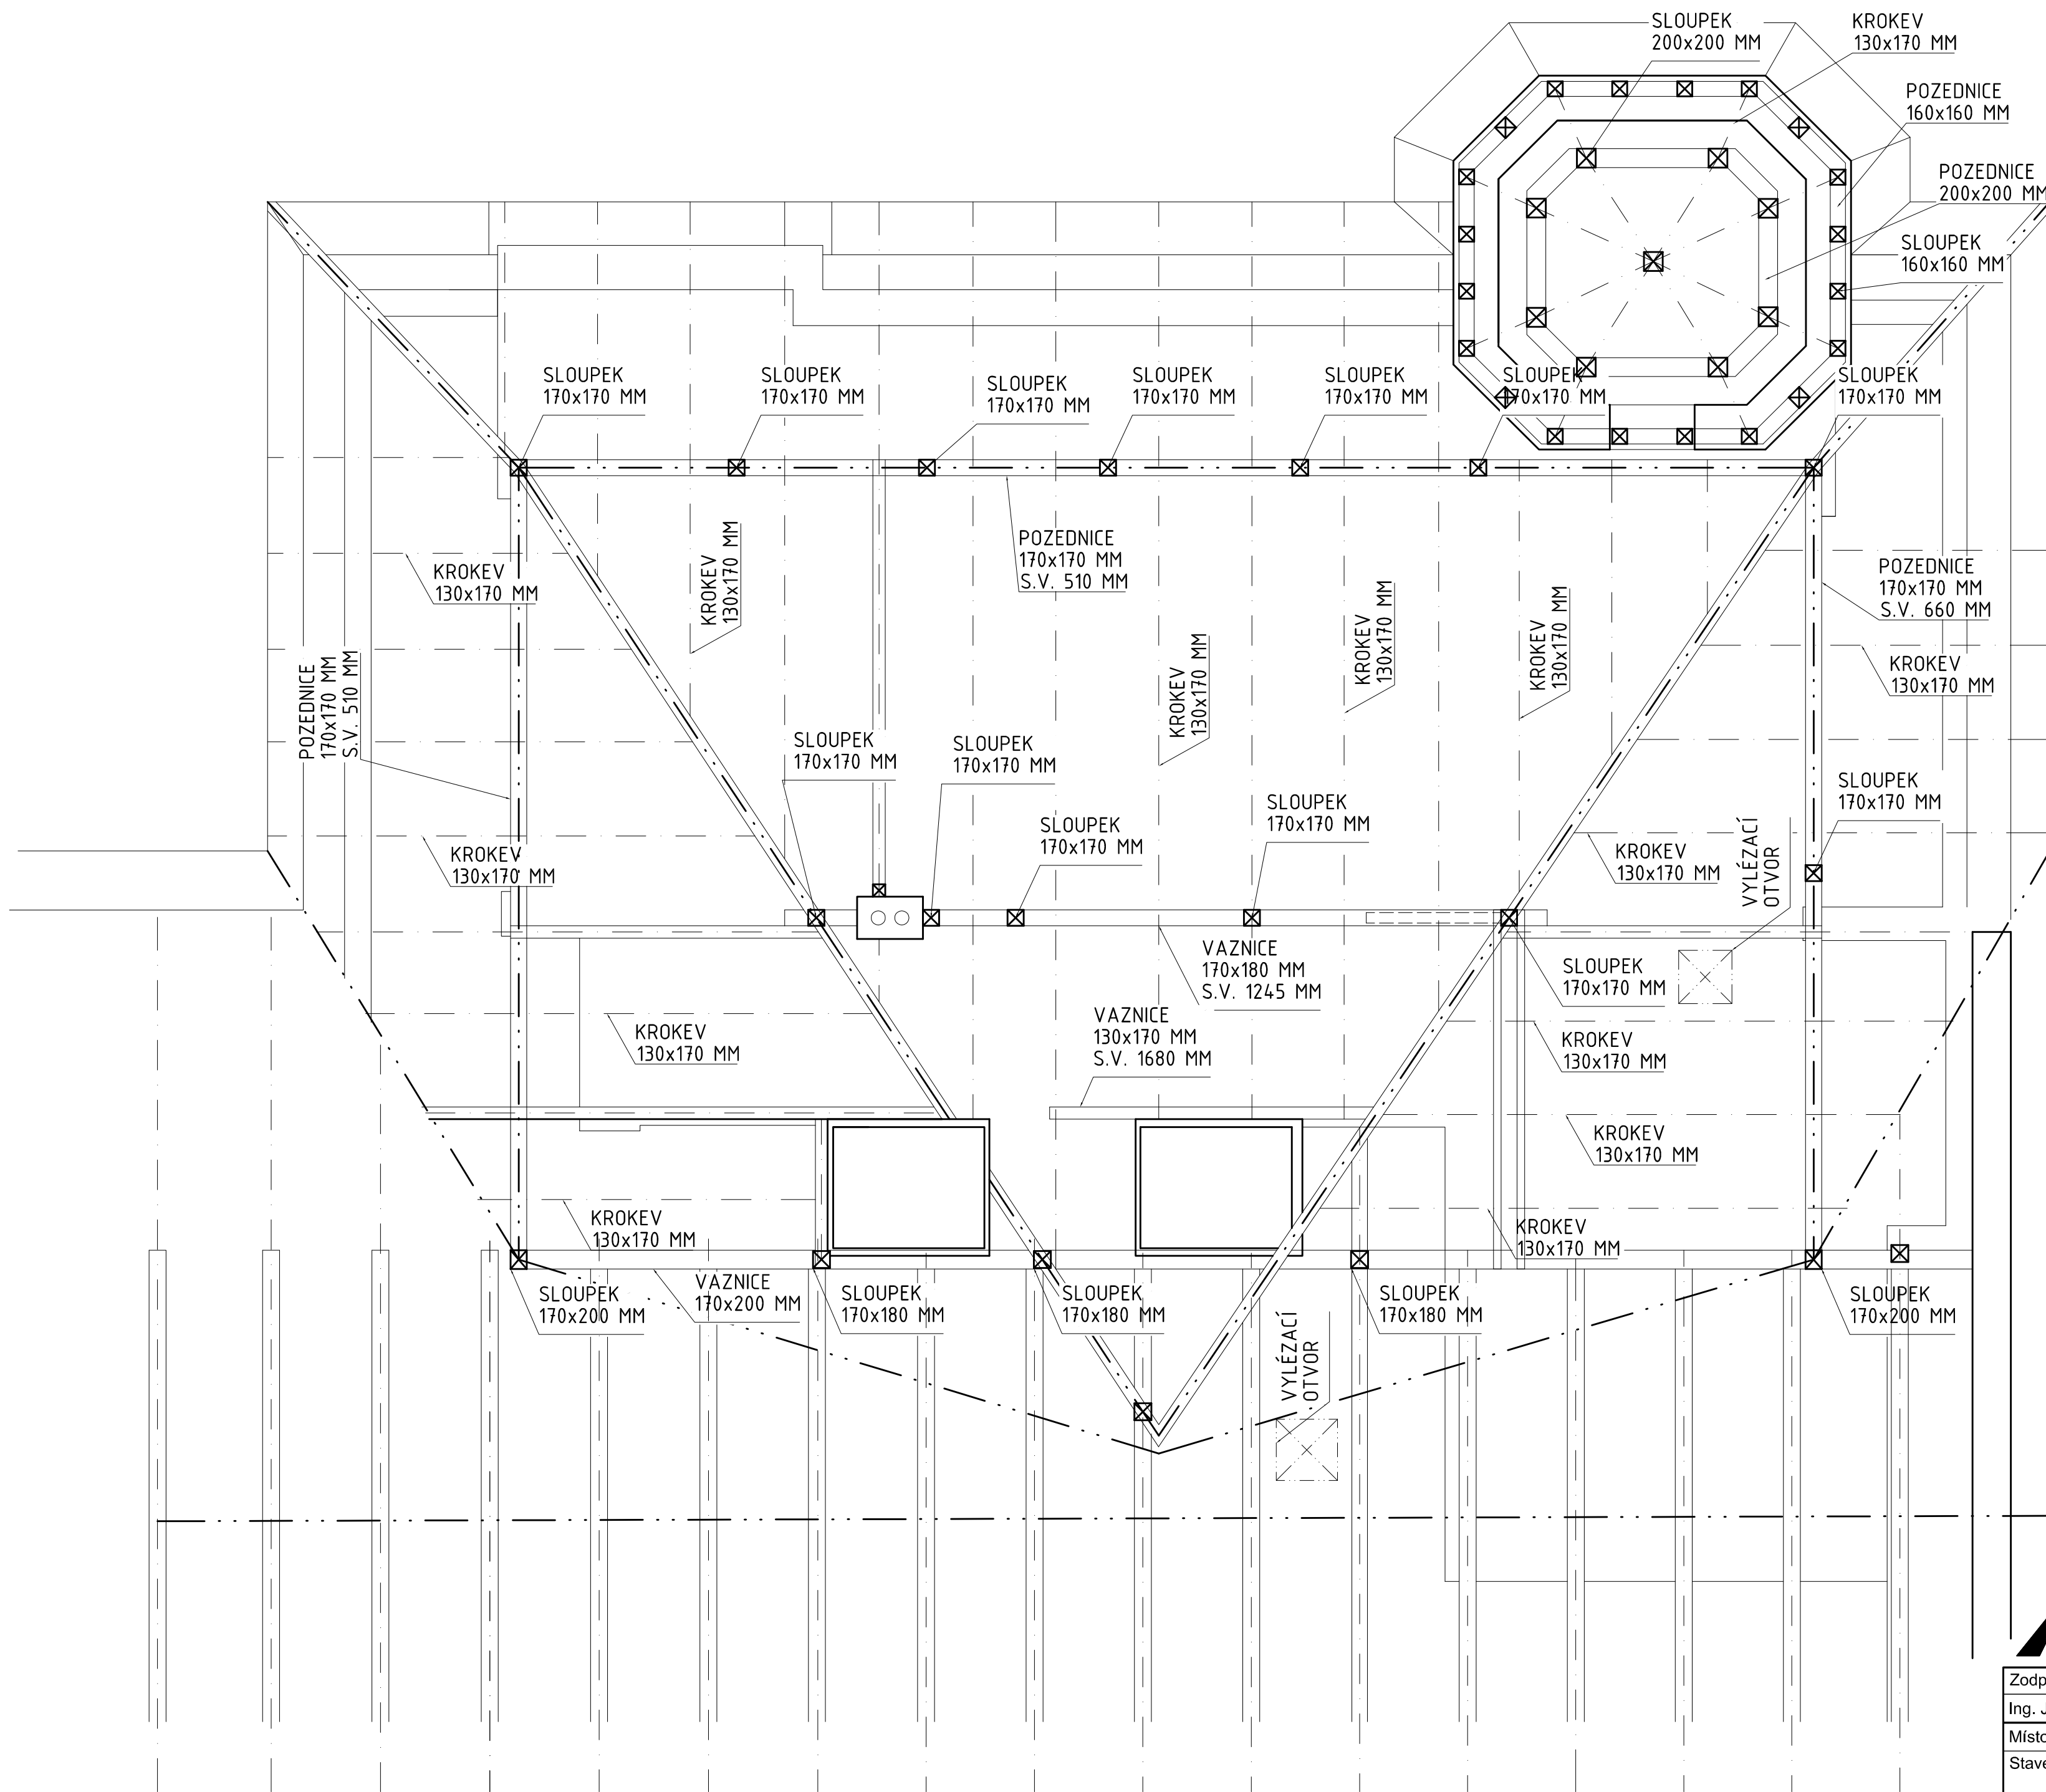 SLOUPEK
200x200 MM
KROKEV
130x170 MM
POZEDNICE
160x160 MM
POZEDNICE
200x200 MM
SLOUPEK
160x160 MM
SLOUPEK
170x170 MM
SLOUPEK
170x170 MM
SLOUPEK
170x170 MM
SLOUPEK
170x170 MM
SLOUPEK
170x170 MM
SLOUPEK
170x170 MM
SLOUPEK
170x170 MM
KROKEV
130x170 MM
KROKEV
130x170 MM
POZEDNICE
170x170 MM
S.V. 510 MM
KROKEV
130x170 MM
KROKEV
130x170 MM
KROKEV
130x170 MM
POZEDNICE
170x170 MM
S.V. 660 MM
KROKEV
130x170 MM
POZEDNICE
170x170 MM
S.V. 510 MM
SLOUPEK
170x170 MM
SLOUPEK
170x170 MM
SLOUPEK
170x170 MM
SLOUPEK
170x170 MM
SLOUPEK
170x170 MM
KROKEV
130x170 MM
KROKEV
130x170 MM
VYLÉZACÍ
OTVOR
VAZNICE
170x180 MM
S.V. 1245 MM
SLOUPEK
170x170 MM
KROKEV
130x170 MM
VAZNICE
130x170 MM
S.V. 1680 MM
KROKEV
130x170 MM
KROKEV
130x170 MM
KROKEV
130x170 MM
KROKEV
130x170 MM
SLOUPEK
170x200 MM
VAZNICE
170x200 MM
SLOUPEK
170x180 MM
SLOUPEK
170x180 MM
VYLÉZACÍ
OTVOR
SLOUPEK
170x180 MM
SLOUPEK
170x200 MM
Zodp
Ing. J
Místo
Stave